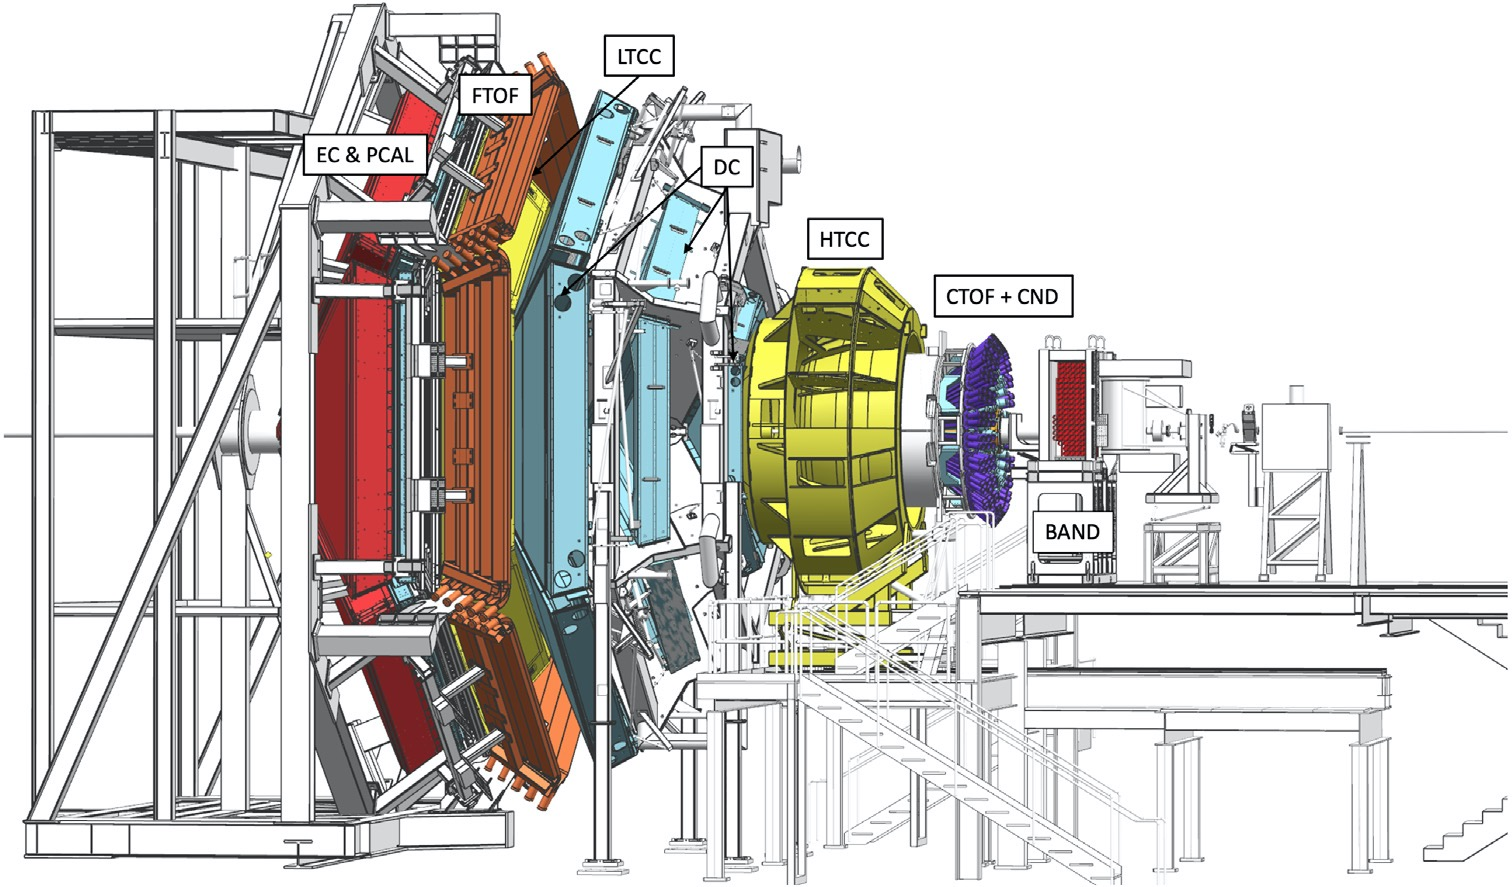 LTCC
FTOF
EC & PCAL
DC
HTCC
CTOF + CND
BAND